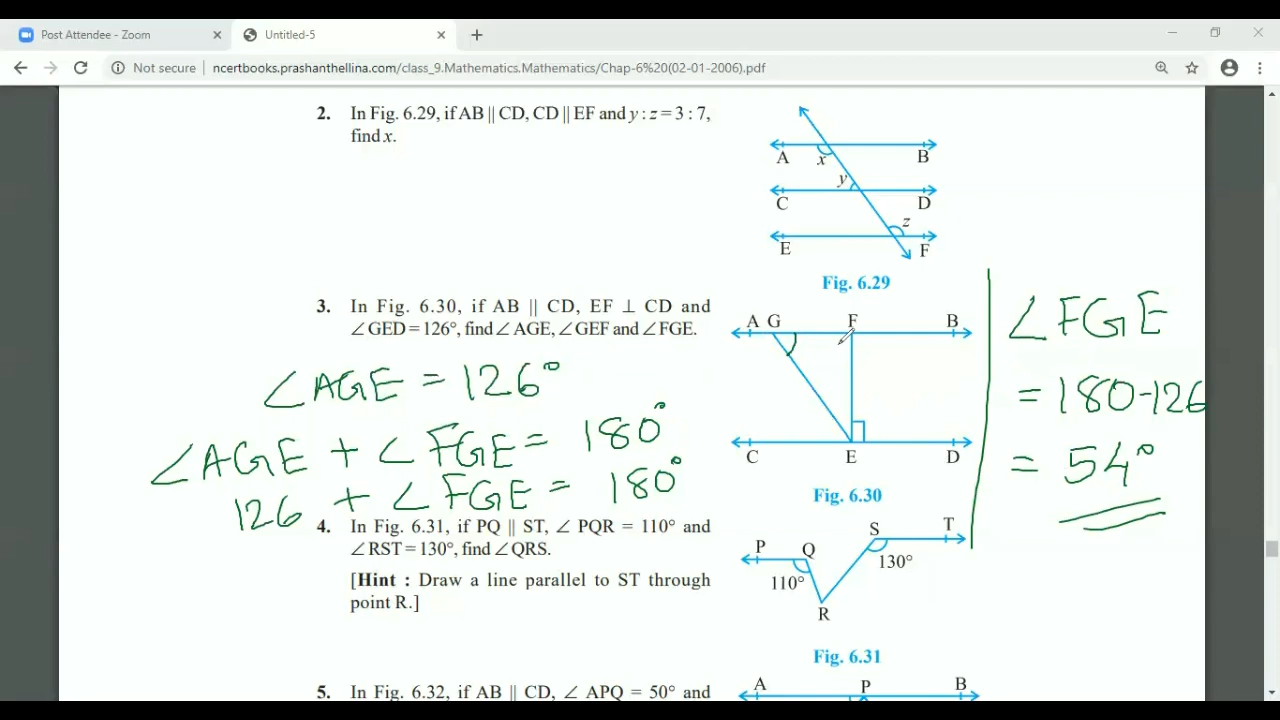 Post Attendee - Zoom
Untitled-5
Not secure | ncertbooks.prashanthellina.com/class_9.Mathematics.Mathematics/Chap-6%20(02-01-2006).pdf
2. In Fig. 6.29, if AB || CD, CD || EF and y : z = 3 : 7,
find x.
A x B
y
C D
z
E F
Fig. 6.29
3. In Fig. 6.30, if AB || CD, EF ⊥ CD and
∠GED = 126°, find ∠ AGE, ∠ GEF and ∠ FGE.
A G F B
C E D
Fig. 6.30
∠AGE = 126°
∠AGE + ∠FGE = 180°
126 + ∠FGE = 180°
∠FGE
= 180-126
= 54°
4. In Fig. 6.31, if PQ || ST, ∠ PQR = 110° and
∠ RST = 130°, find ∠ QRS.
[Hint : Draw a line parallel to ST through
point R.]
S T
P Q
130°
110°
R
Fig. 6.31
5. In Fig. 6.32, if AB || CD, ∠ APQ = 50° and
A P B